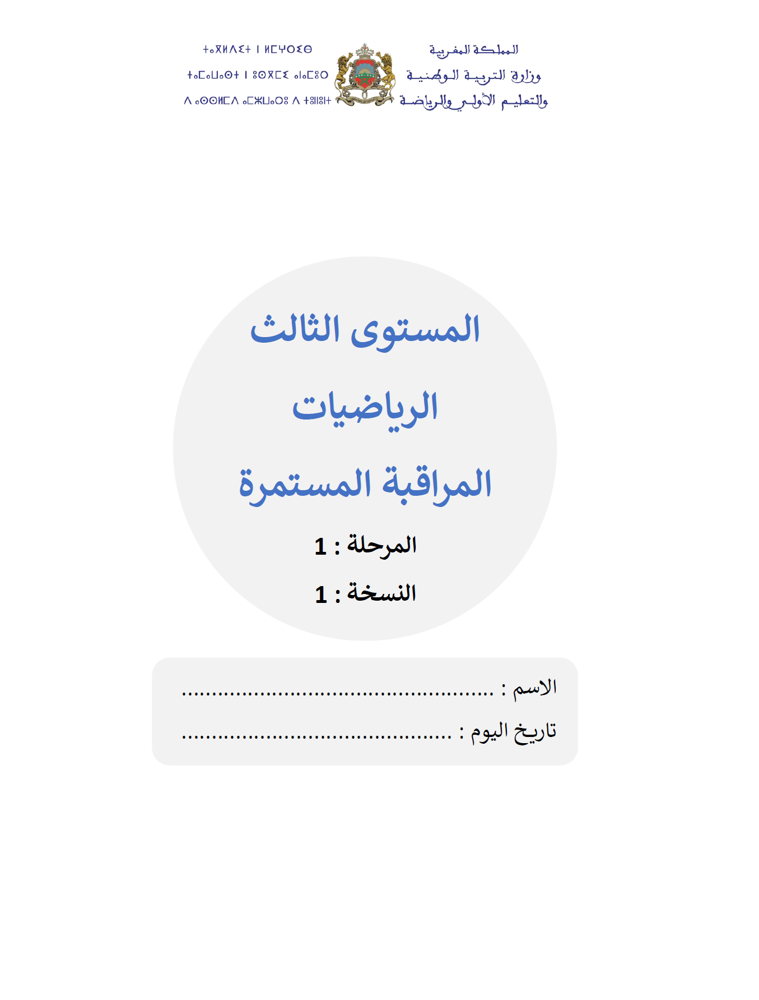 المملكة المغربية
وزارة التربية الوطنية
والتعليم الأولي والرياضة
ⵜⴰⴳⵍⴷⵉⵜ ⵏ ⵍⵎⵖⵔⵉⴱ
ⵜⴰⵎⴰⵡⴰⵙⵜ ⵏ ⵓⵙⴳⵎⵉ ⴰⵏⴰⵎⵓⵔ
ⴷ ⴰⵙⵙⵍⵎⴷ ⴰⵎⵣⵡⴰⵔⵓ ⴷ ⵜⵓⵏⵏⵓⵏⵜ
المستوى الثالث
الرياضيات
المراقبة المستمرة
المرحلة : 1
النسخة : 1
الاسم : ....................................................
تاريخ اليوم : .............................................